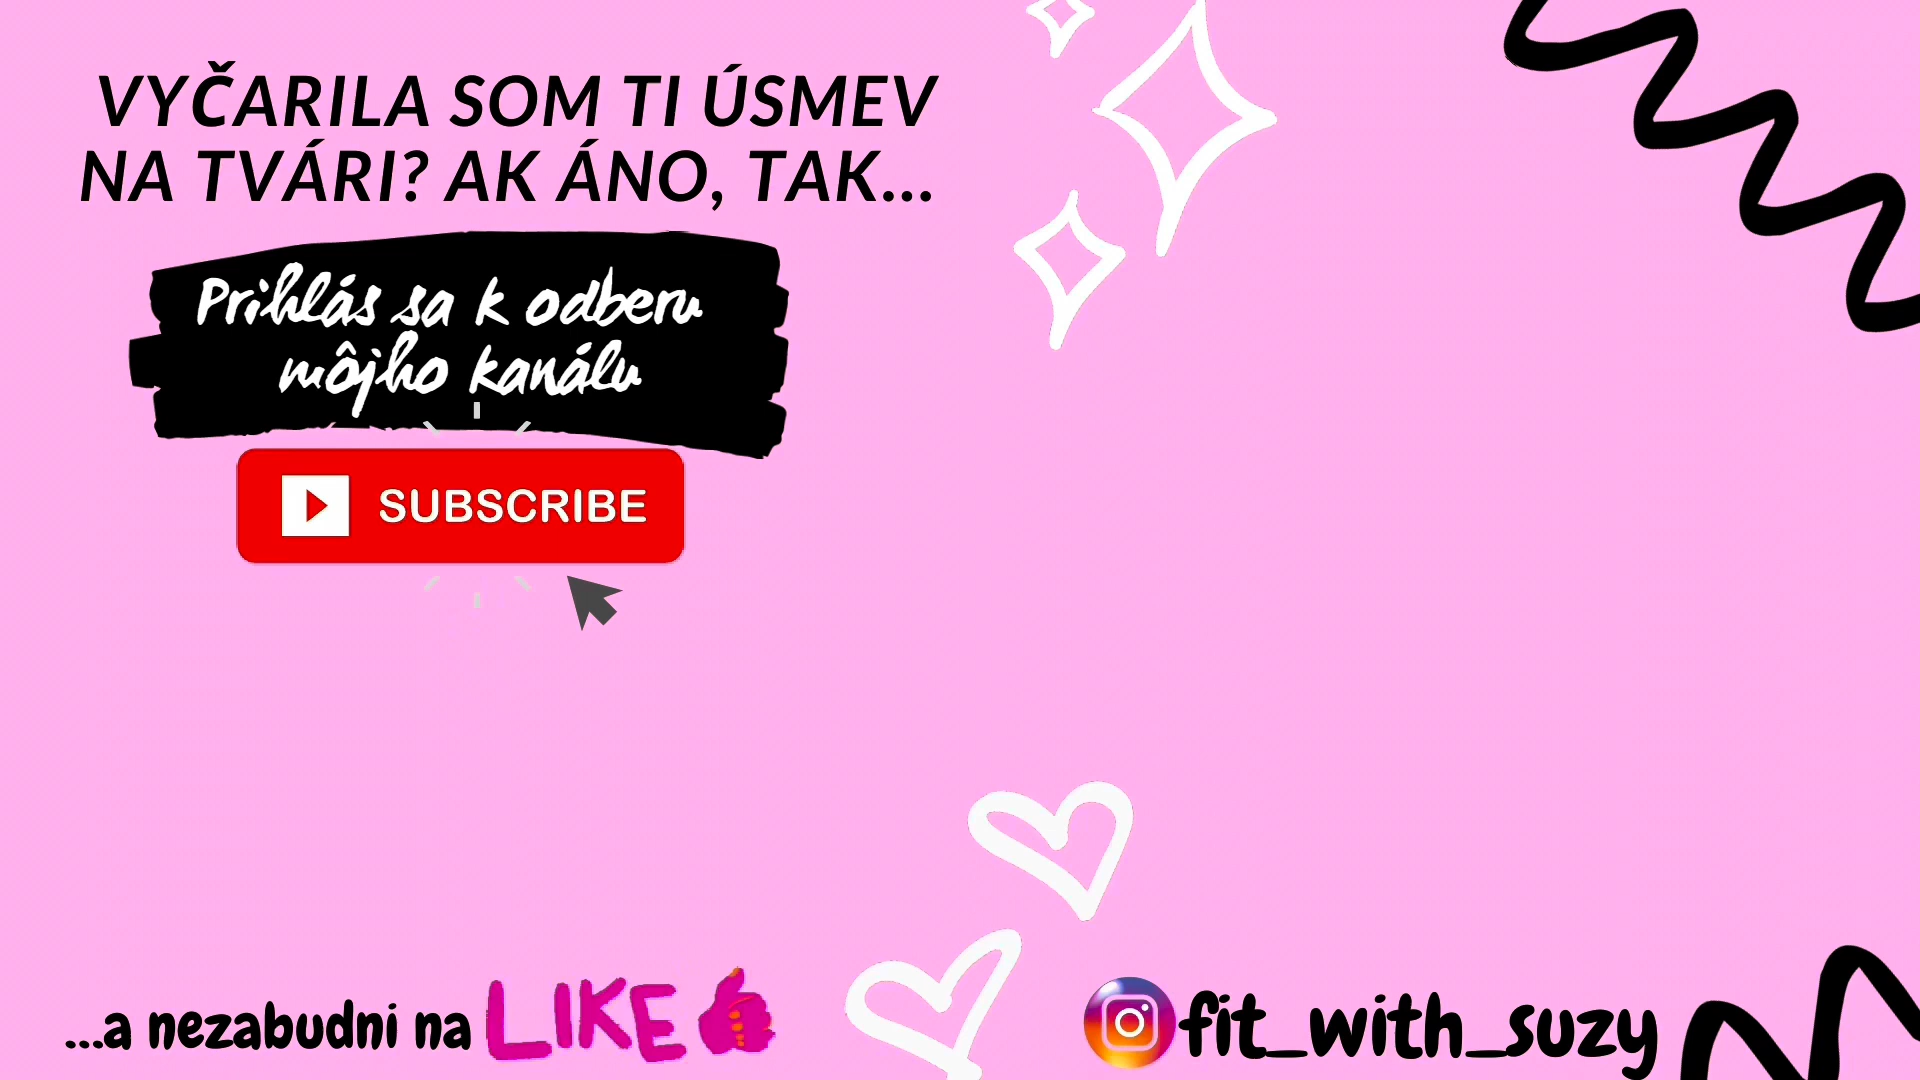 VYČARILA SOM TI ÚSMEV
NA TVÁRI? AK ÁNO, TAK...
Prihlás sa k odberu
môjho kanálu
SUBSCRIBE
...a nezabudni na LIKE
fit_with_suzy